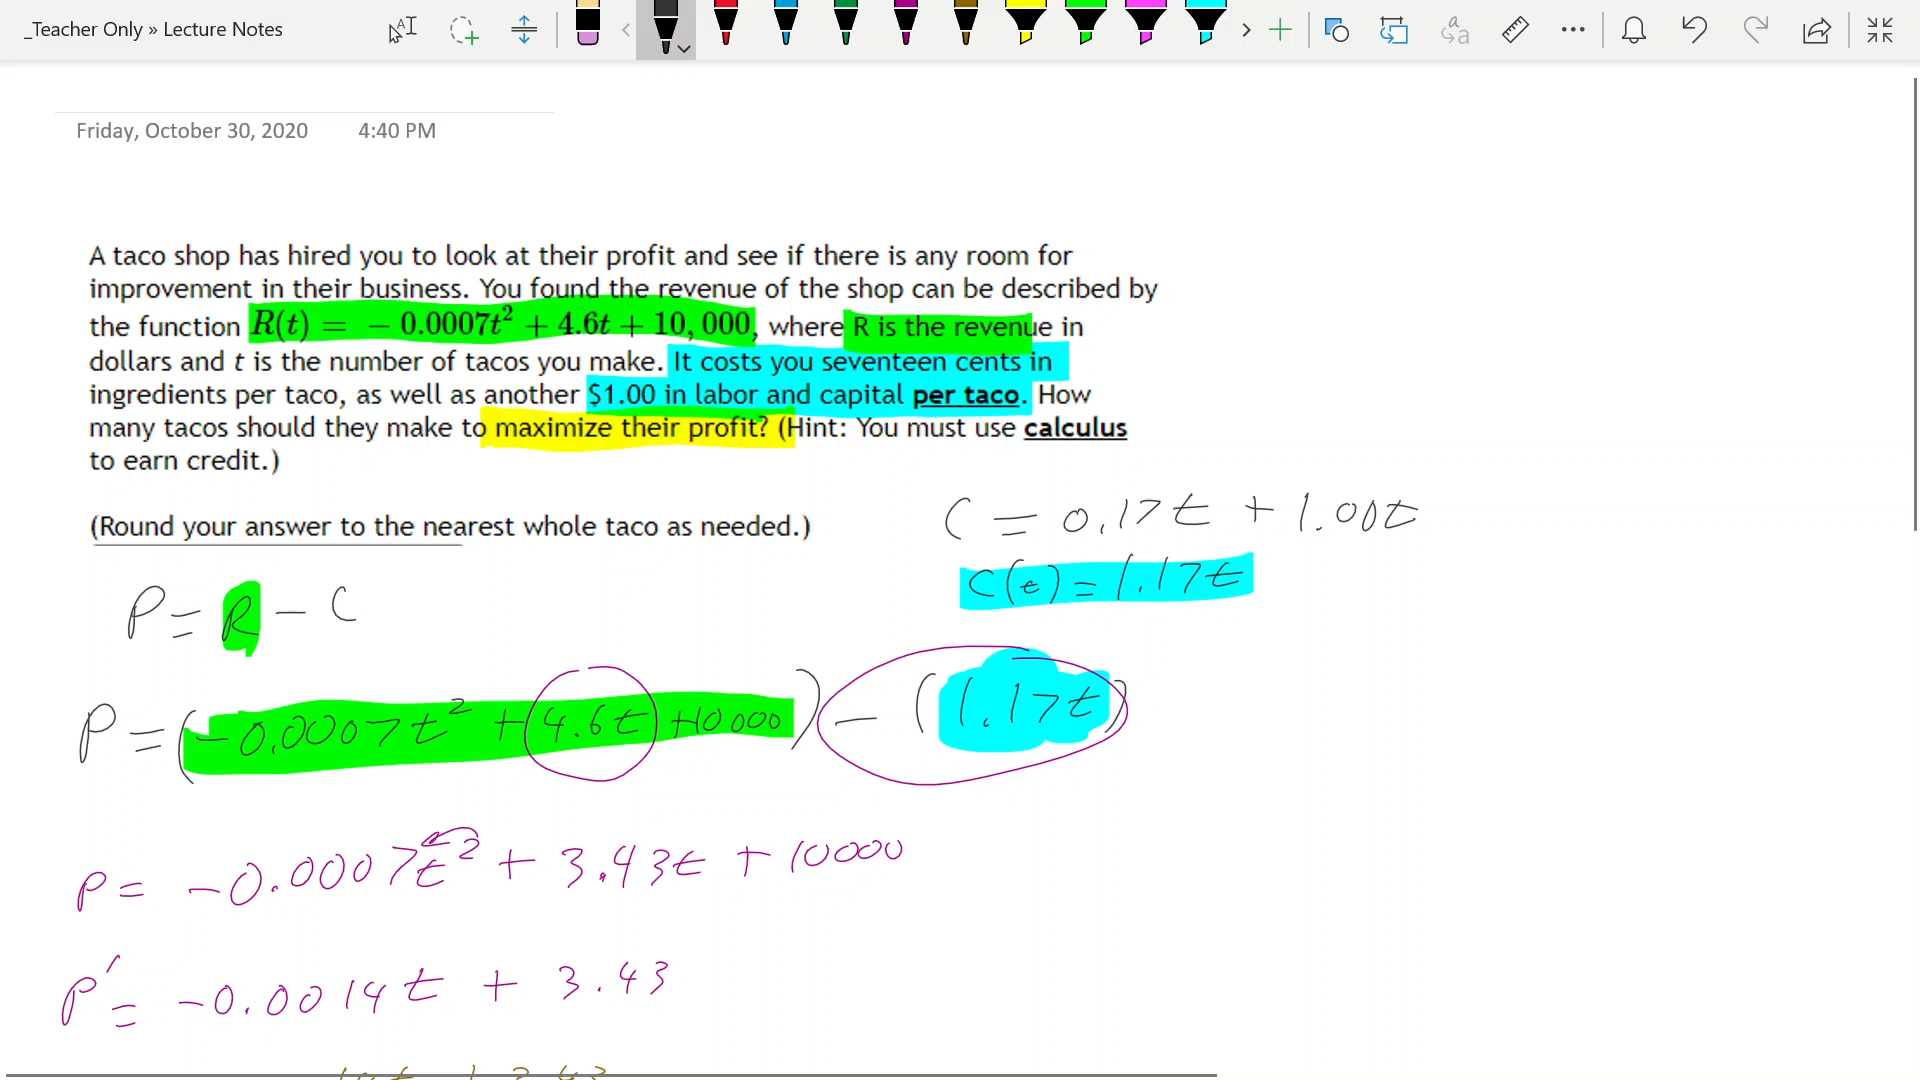 _Teacher Only » Lecture Notes
Friday, October 30, 2020 4:40 PM
A taco shop has hired you to look at their profit and see if there is any room for
improvement in their business. You found the revenue of the shop can be described by
the function R(t) = − 0.0007t² + 4.6t + 10,000, where R is the revenue in
dollars and t is the number of tacos you make. It costs you seventeen cents in
ingredients per taco, as well as another $1.00 in labor and capital per taco. How
many tacos should they make to maximize their profit? (Hint: You must use calculus
to earn credit.)
(Round your answer to the nearest whole taco as needed.)
C = 0.17t + 1.00t
C(t) = 1.17t
P = R − C
P = (−0.0007t² + 4.6t + 10000) − (1.17t)
P = −0.0007t² + 3.43t + 10000
P' = −0.0014t + 3.43